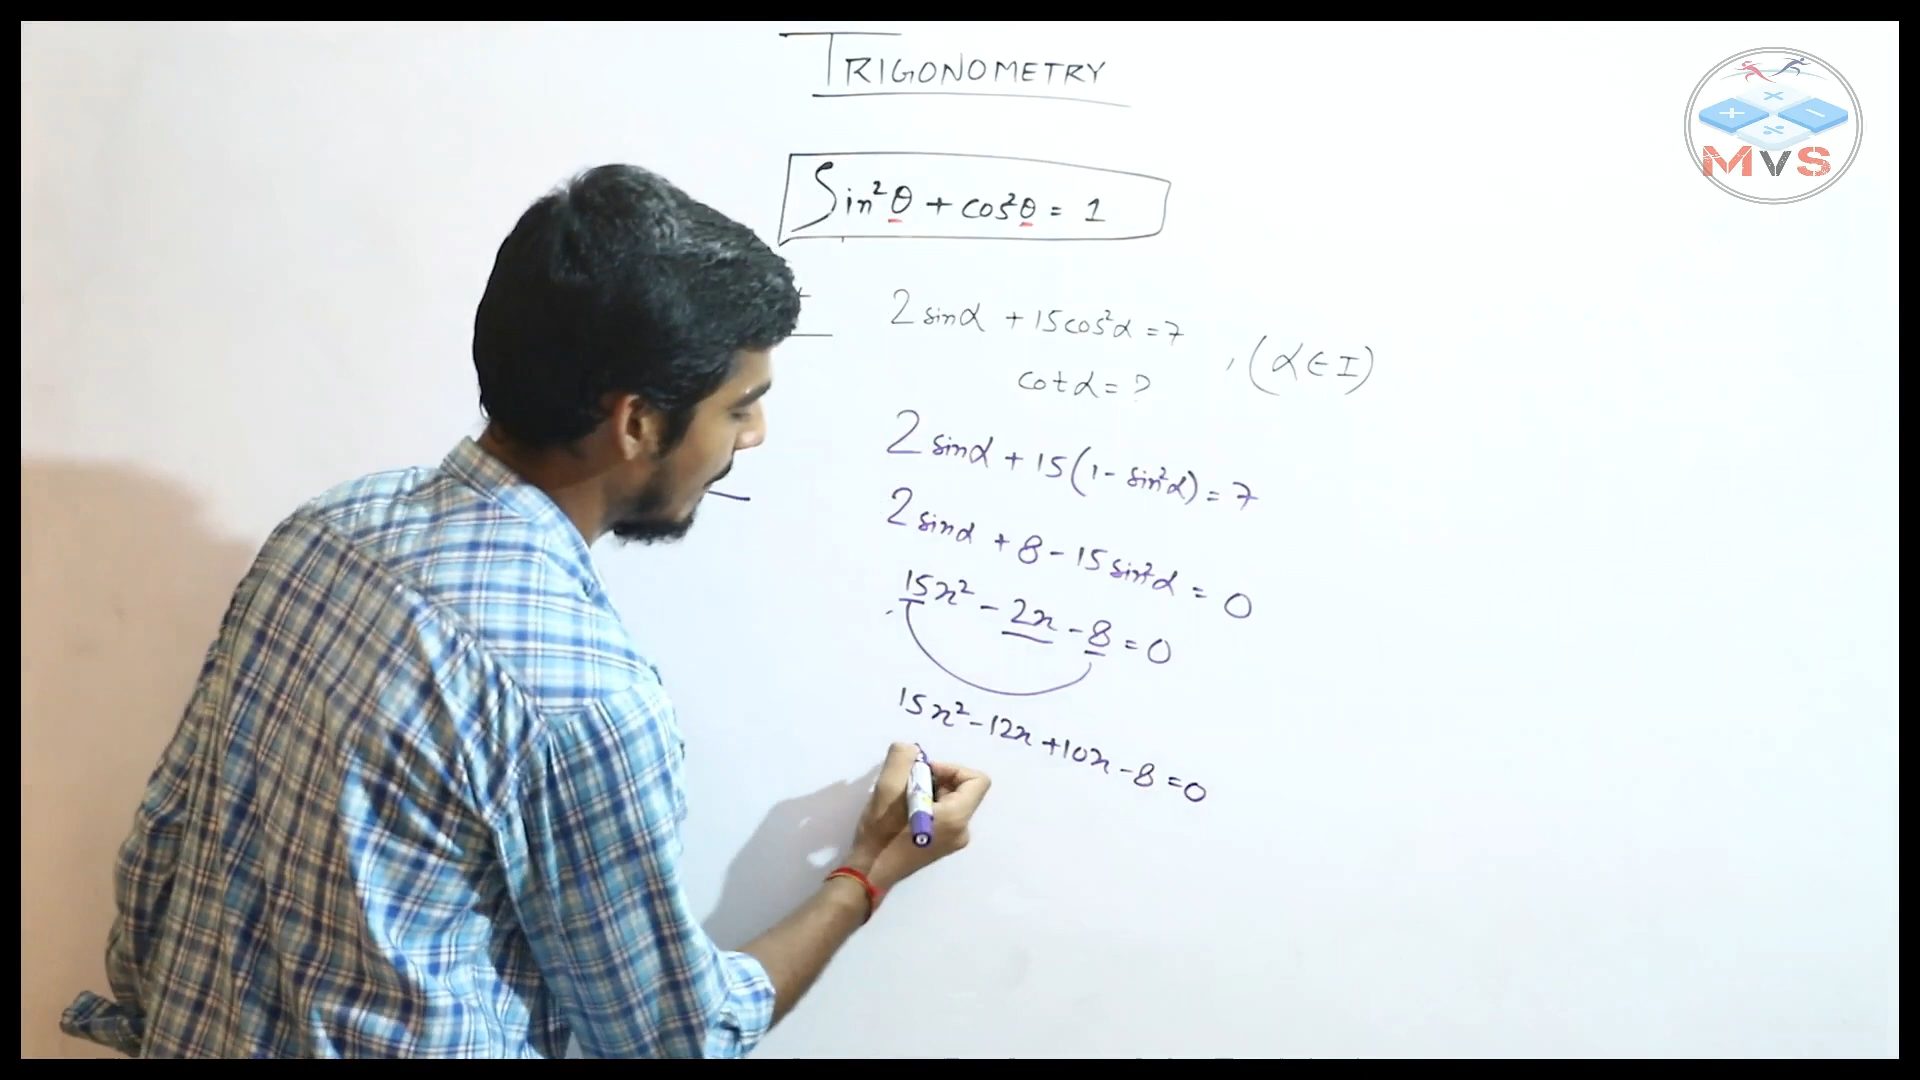 TRIGONOMETRY
MVS
Sin²θ + cos²θ = 1
2 sinα + 15cos²α = 7
, (α ∈ I)
cotα = ?
2 sinα + 15(1 - sin²α) = 7
2 sinα + 8 - 15 sin²α = 0
15x² - 2x - 8 = 0
15x² - 12x + 10x - 8 = 0